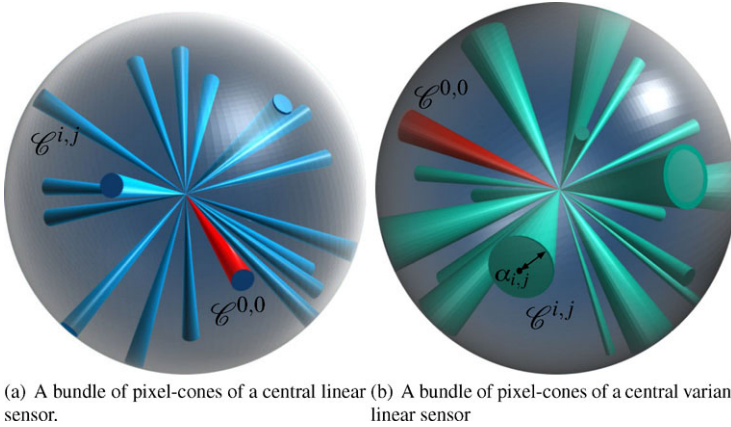 𝒞^{i,j}
𝒞^{0,0}
𝒞^{0,0}
α_{i,j}
𝒞^{i,j}
(a) A bundle of pixel-cones of a central linear
sensor.
(b) A bundle of pixel-cones of a central varian
linear sensor